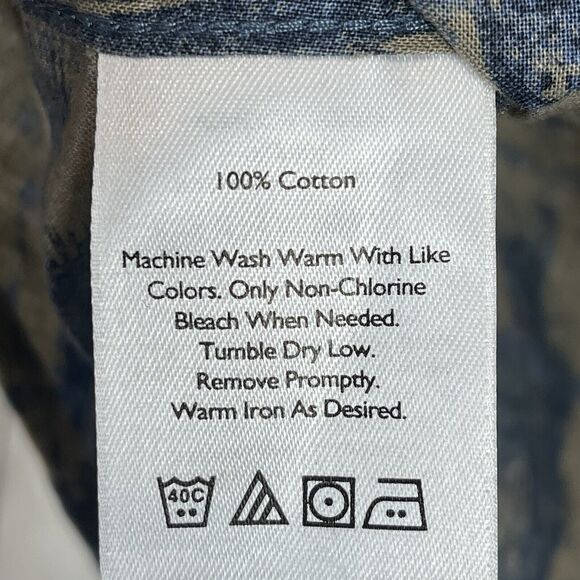 100% Cotton
Machine Wash Warm With Like
Colors. Only Non-Chlorine
Bleach When Needed.
Tumble Dry Low.
Remove Promptly.
Warm Iron As Desired.
40C